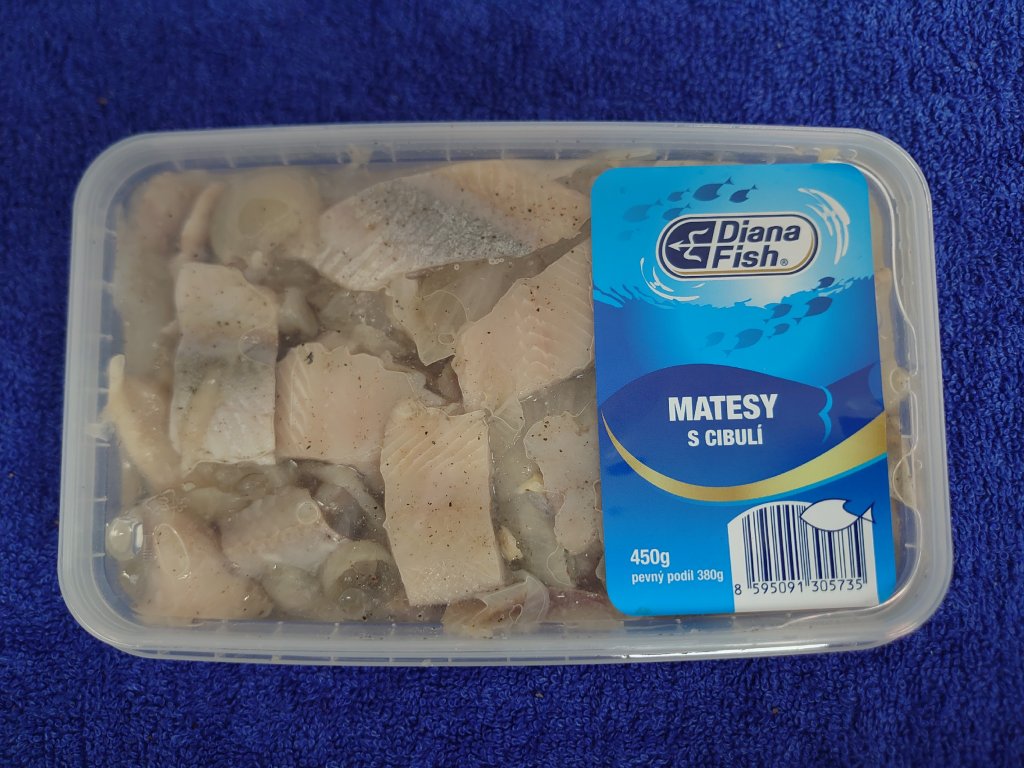 Diana
Fish®
MATESY
S CIBULÍ
450g
pevný podíl 380g
8 595091 305735